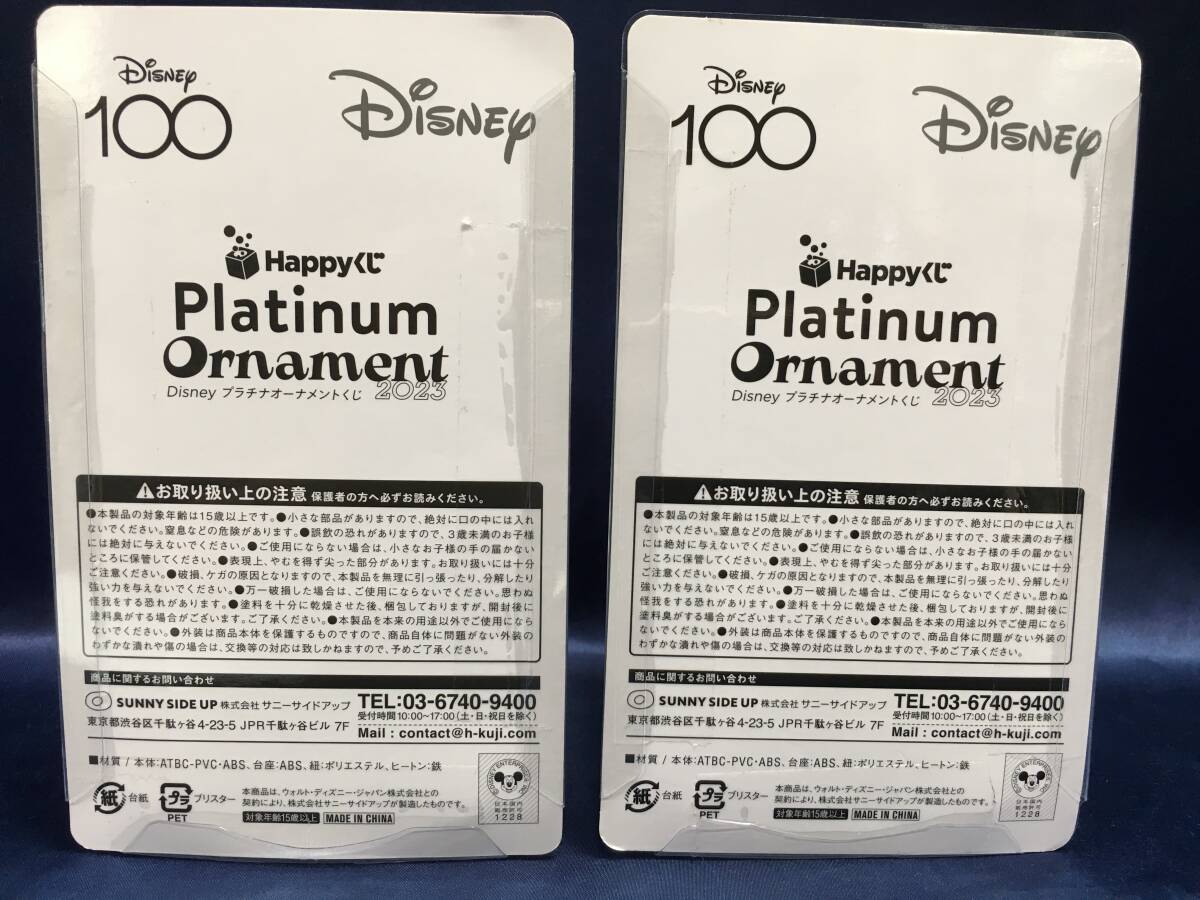 Disney
100
Disney
Happyくじ
Platinum
Ornament
2023
Disney プラチナオーナメントくじ
お取り扱い上の注意 保護者の方へ必ずお読みください。
●本製品の対象年齢は15歳以上です。●小さな部品がありますので、絶対に口の中には入れ
ないでください。窒息などの危険があります。●誤飲の恐れがありますので、3歳未満のお子様
には絶対に与えないでください。●ご使用にならない場合は、小さなお子様の手の届かない
ところに保管してください。●表現上、やむを得ず尖った部分があります。お取り扱いには十分
ご注意ください。●破損、ケガの原因となりますので、本製品を無理に引っ張ったり、分解したり
強い力を与えないでください。●万一破損した場合は、ご使用にならないでください。思わぬ
怪我をする恐れがあります。●塗料を十分に乾燥させた後、梱包しておりますが、開封後に
塗料臭がする場合がございます。ご了承ください。●本製品を本来の用途以外でご使用にならな
いでください。●外装は商品本体を保護するものですので、商品自体に問題がない外装の
わずかな潰れや傷の場合は、交換等の対応は致しかねますので、予めご了承ください。
商品に関するお問い合わせ
SUNNY SIDE UP 株式会社 サニーサイドアップ
東京都渋谷区千駄ヶ谷4-23-5 JPR千駄ヶ谷ビル 7F
TEL:03-6740-9400
受付時間10:00~17:00(土・日・祝日を除く)
Mail : contact@h-kuji.com
■材質 / 本体:ATBC-PVC・ABS、台座:ABS、紐:ポリエステル、ヒートン:鉄
紙
台紙
プラ
PET
ブリスター
本商品は、ウォルト・ディズニー・ジャパン株式会社との
契約により、株式会社サニーサイドアップが製造したものです。
対象年齢15歳以上
MADE IN CHINA
©DISNEY ENTERPRISES, INC.
日本国内
販売許可
1228
Disney
100
Disney
Happyくじ
Platinum
Ornament
2023
Disney プラチナオーナメントくじ
お取り扱い上の注意 保護者の方へ必ずお読みください。
●本製品の対象年齢は15歳以上です。●小さな部品がありますので、絶対に口の中には入れ
ないでください。窒息などの危険があります。●誤飲の恐れがありますので、3歳未満のお子様
には絶対に与えないでください。●ご使用にならない場合は、小さなお子様の手の届かない
ところに保管してください。●表現上、やむを得ず尖った部分があります。お取り扱いには十分
ご注意ください。●破損、ケガの原因となりますので、本製品を無理に引っ張ったり、分解したり
強い力を与えないでください。●万一破損した場合は、ご使用にならないでください。思わぬ
怪我をする恐れがあります。●塗料を十分に乾燥させた後、梱包しておりますが、開封後に
塗料臭がする場合がございます。ご了承ください。●本製品を本来の用途以外でご使用にならな
いでください。●外装は商品本体を保護するものですので、商品自体に問題がない外装の
わずかな潰れや傷の場合は、交換等の対応は致しかねますので、予めご了承ください。
商品に関するお問い合わせ
SUNNY SIDE UP 株式会社 サニーサイドアップ
東京都渋谷区千駄ヶ谷4-23-5 JPR千駄ヶ谷ビル 7F
TEL:03-6740-9400
受付時間10:00~17:00(土・日・祝日を除く)
Mail : contact@h-kuji.com
■材質 / 本体:ATBC-PVC・ABS、台座:ABS、紐:ポリエステル、ヒートン:鉄
紙
台紙
プラ
PET
ブリスター
本商品は、ウォルト・ディズニー・ジャパン株式会社との
契約により、株式会社サニーサイドアップが製造したものです。
対象年齢15歳以上
MADE IN CHINA
©DISNEY ENTERPRISES, INC.
日本国内
販売許可
1228